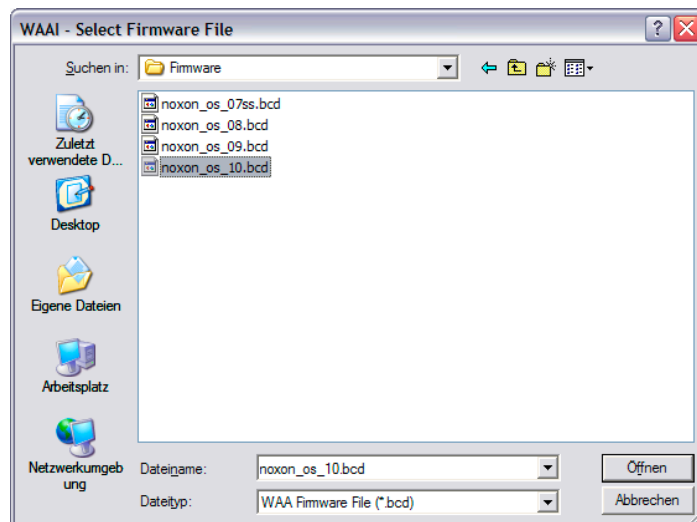 WAAI - Select Firmware File
Suchen in: Firmware
noxon_os_07ss.bcd
noxon_os_08.bcd
noxon_os_09.bcd
noxon_os_10.bcd
Zuletzt
verwendete D...
Desktop
Eigene Dateien
Arbeitsplatz
Netzwerkumgeb
ung
Dateiname: noxon_os_10.bcd Öffnen
Dateityp: WAA Firmware File (*.bcd) Abbrechen